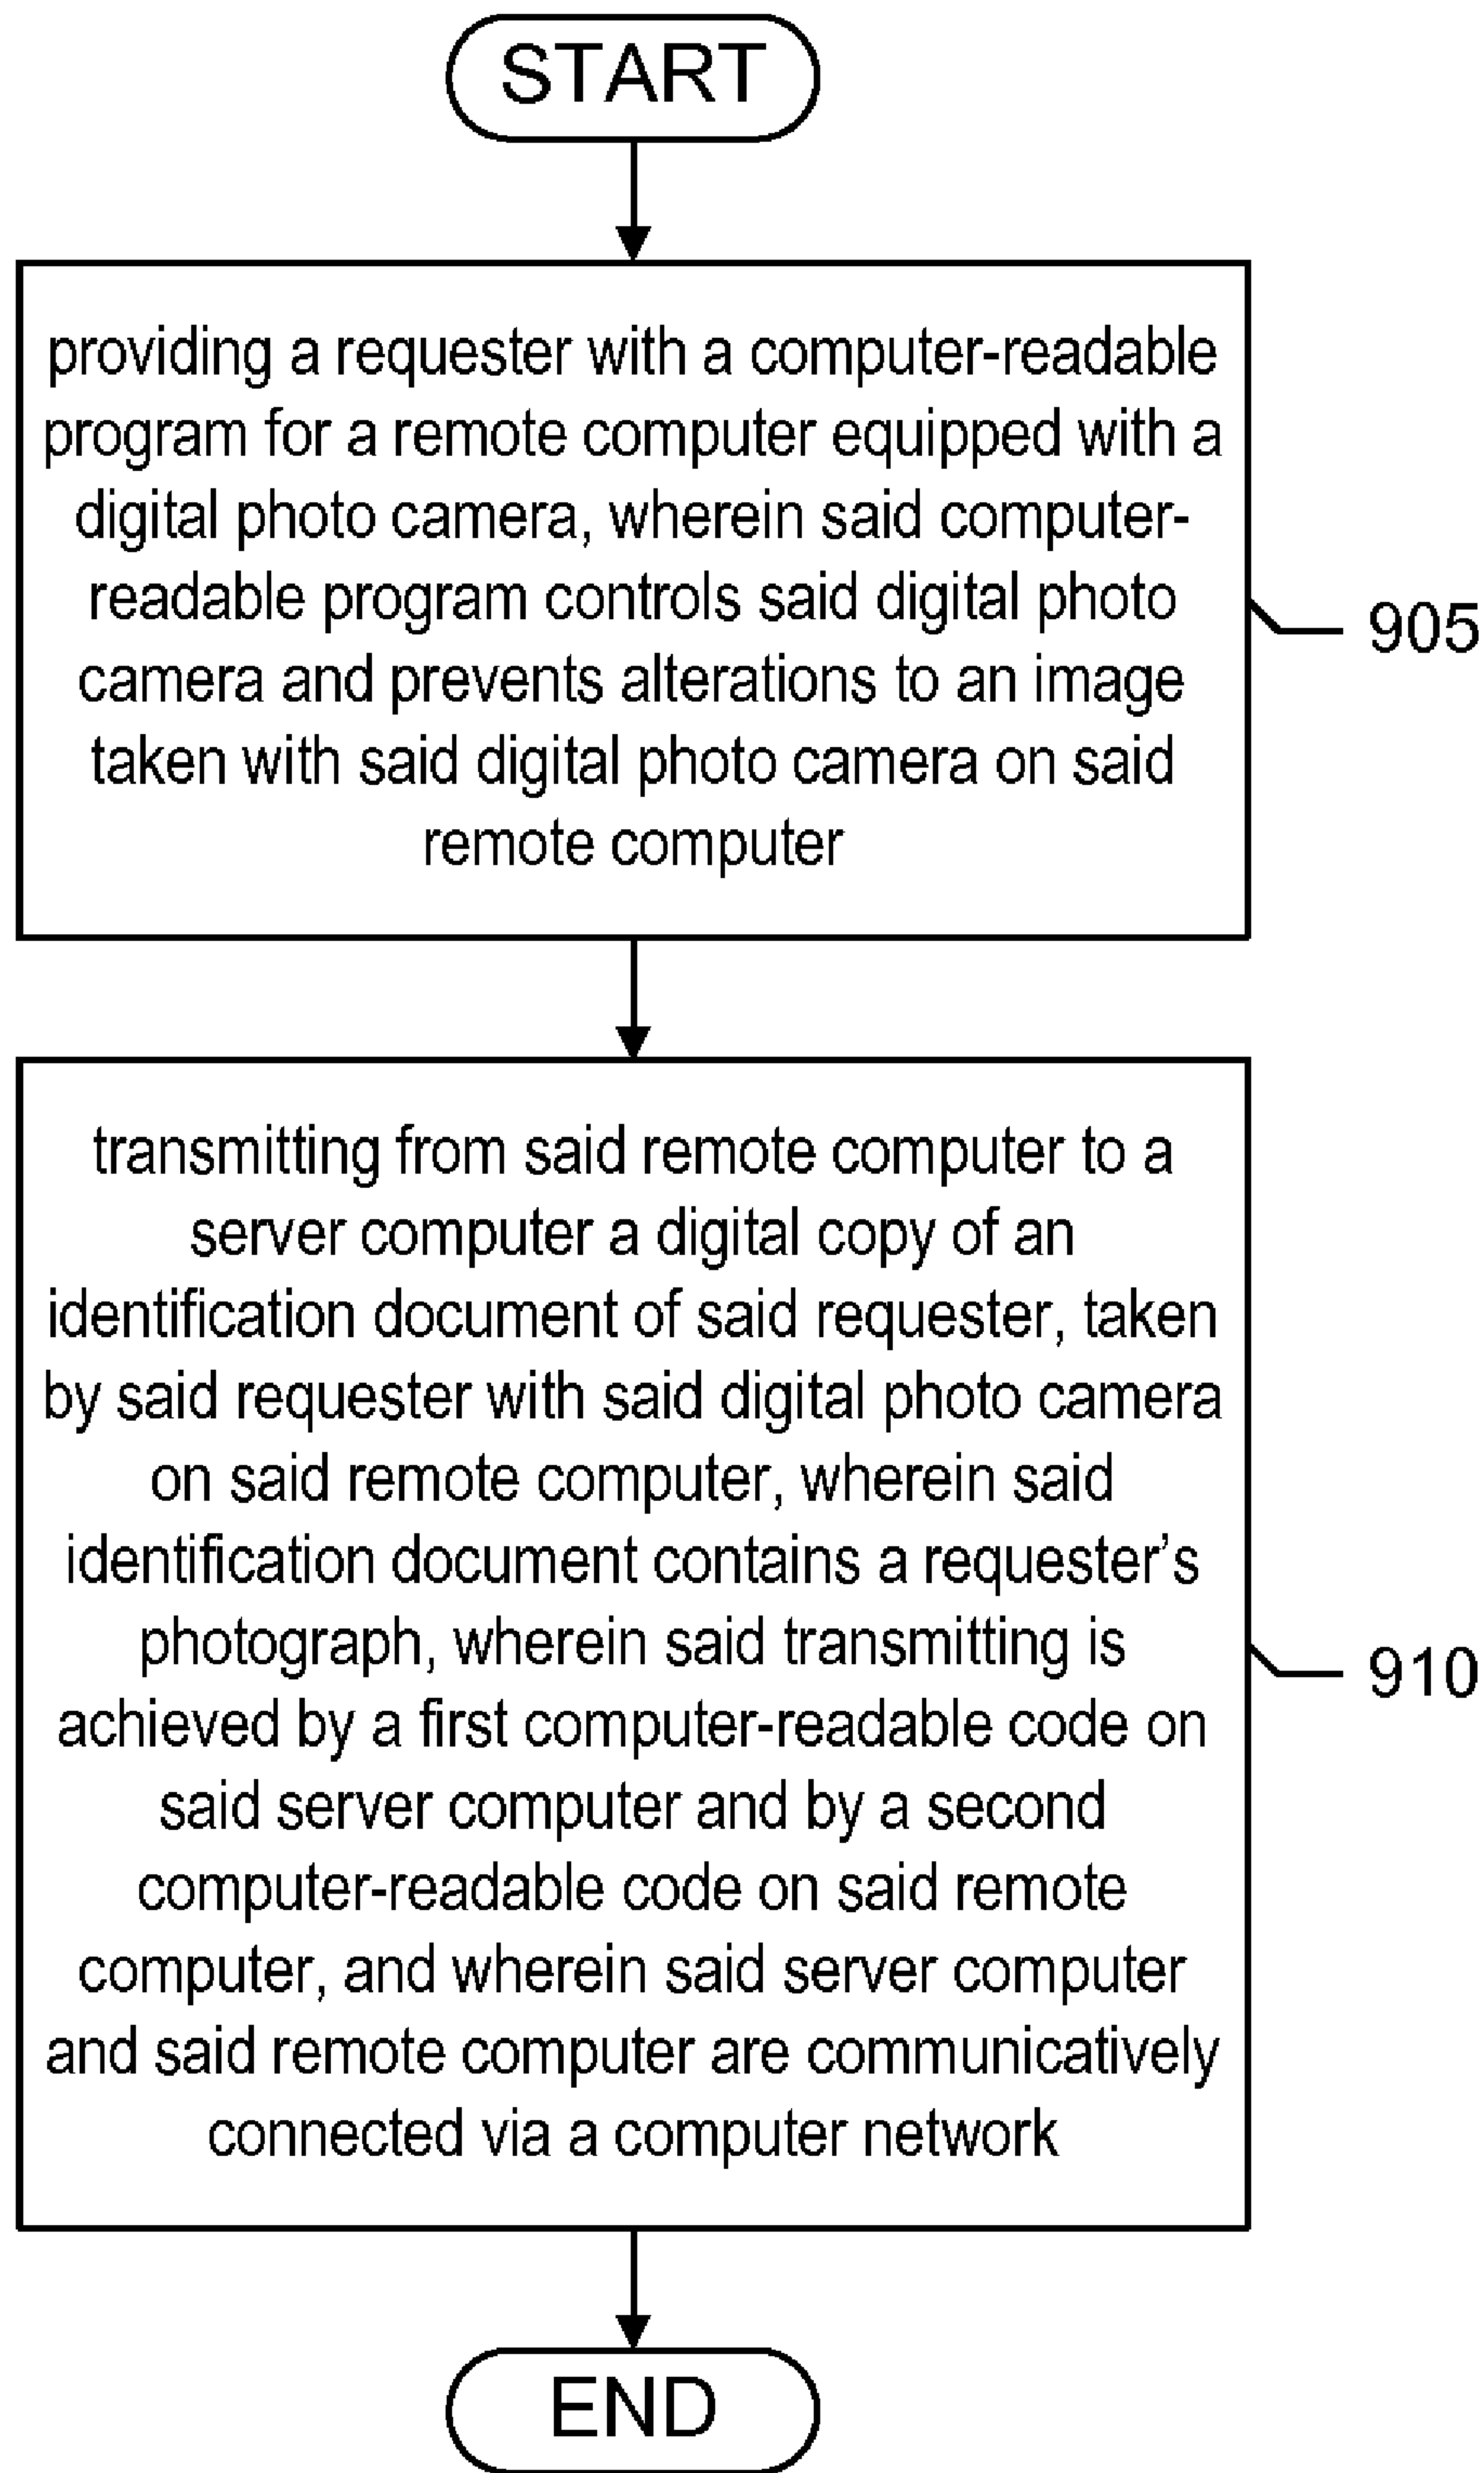 START
providing a requester with a computer-readable
program for a remote computer equipped with a
digital photo camera, wherein said computer-
readable program controls said digital photo
camera and prevents alterations to an image
taken with said digital photo camera on said
remote computer
905
transmitting from said remote computer to a
server computer a digital copy of an
identification document of said requester, taken
by said requester with said digital photo camera
on said remote computer, wherein said
identification document contains a requester’s
photograph, wherein said transmitting is
achieved by a first computer-readable code on
said server computer and by a second
computer-readable code on said remote
computer, and wherein said server computer
and said remote computer are communicatively
connected via a computer network
910
END